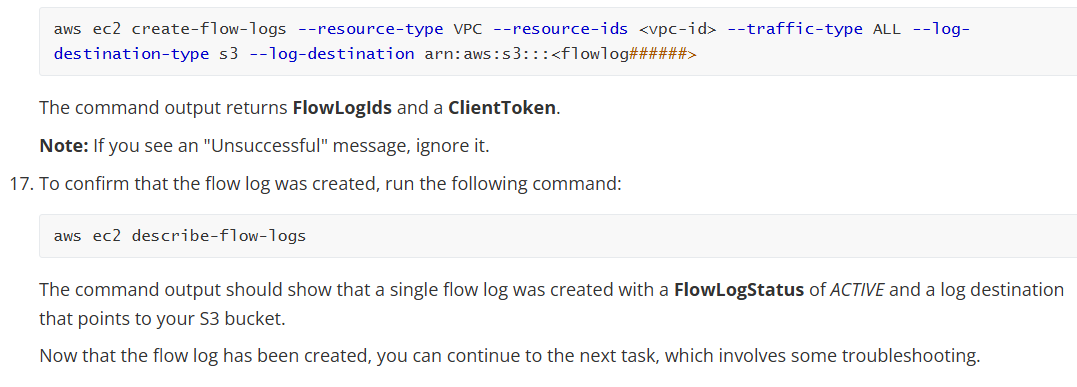 aws ec2 create-flow-logs --resource-type VPC --resource-ids <vpc-id> --traffic-type ALL --log-
destination-type s3 --log-destination arn:aws:s3:::<flowlog######>
The command output returns FlowLogIds and a ClientToken.
Note: If you see an "Unsuccessful" message, ignore it.
17. To confirm that the flow log was created, run the following command:
aws ec2 describe-flow-logs
The command output should show that a single flow log was created with a FlowLogStatus of ACTIVE and a log destination
that points to your S3 bucket.
Now that the flow log has been created, you can continue to the next task, which involves some troubleshooting.